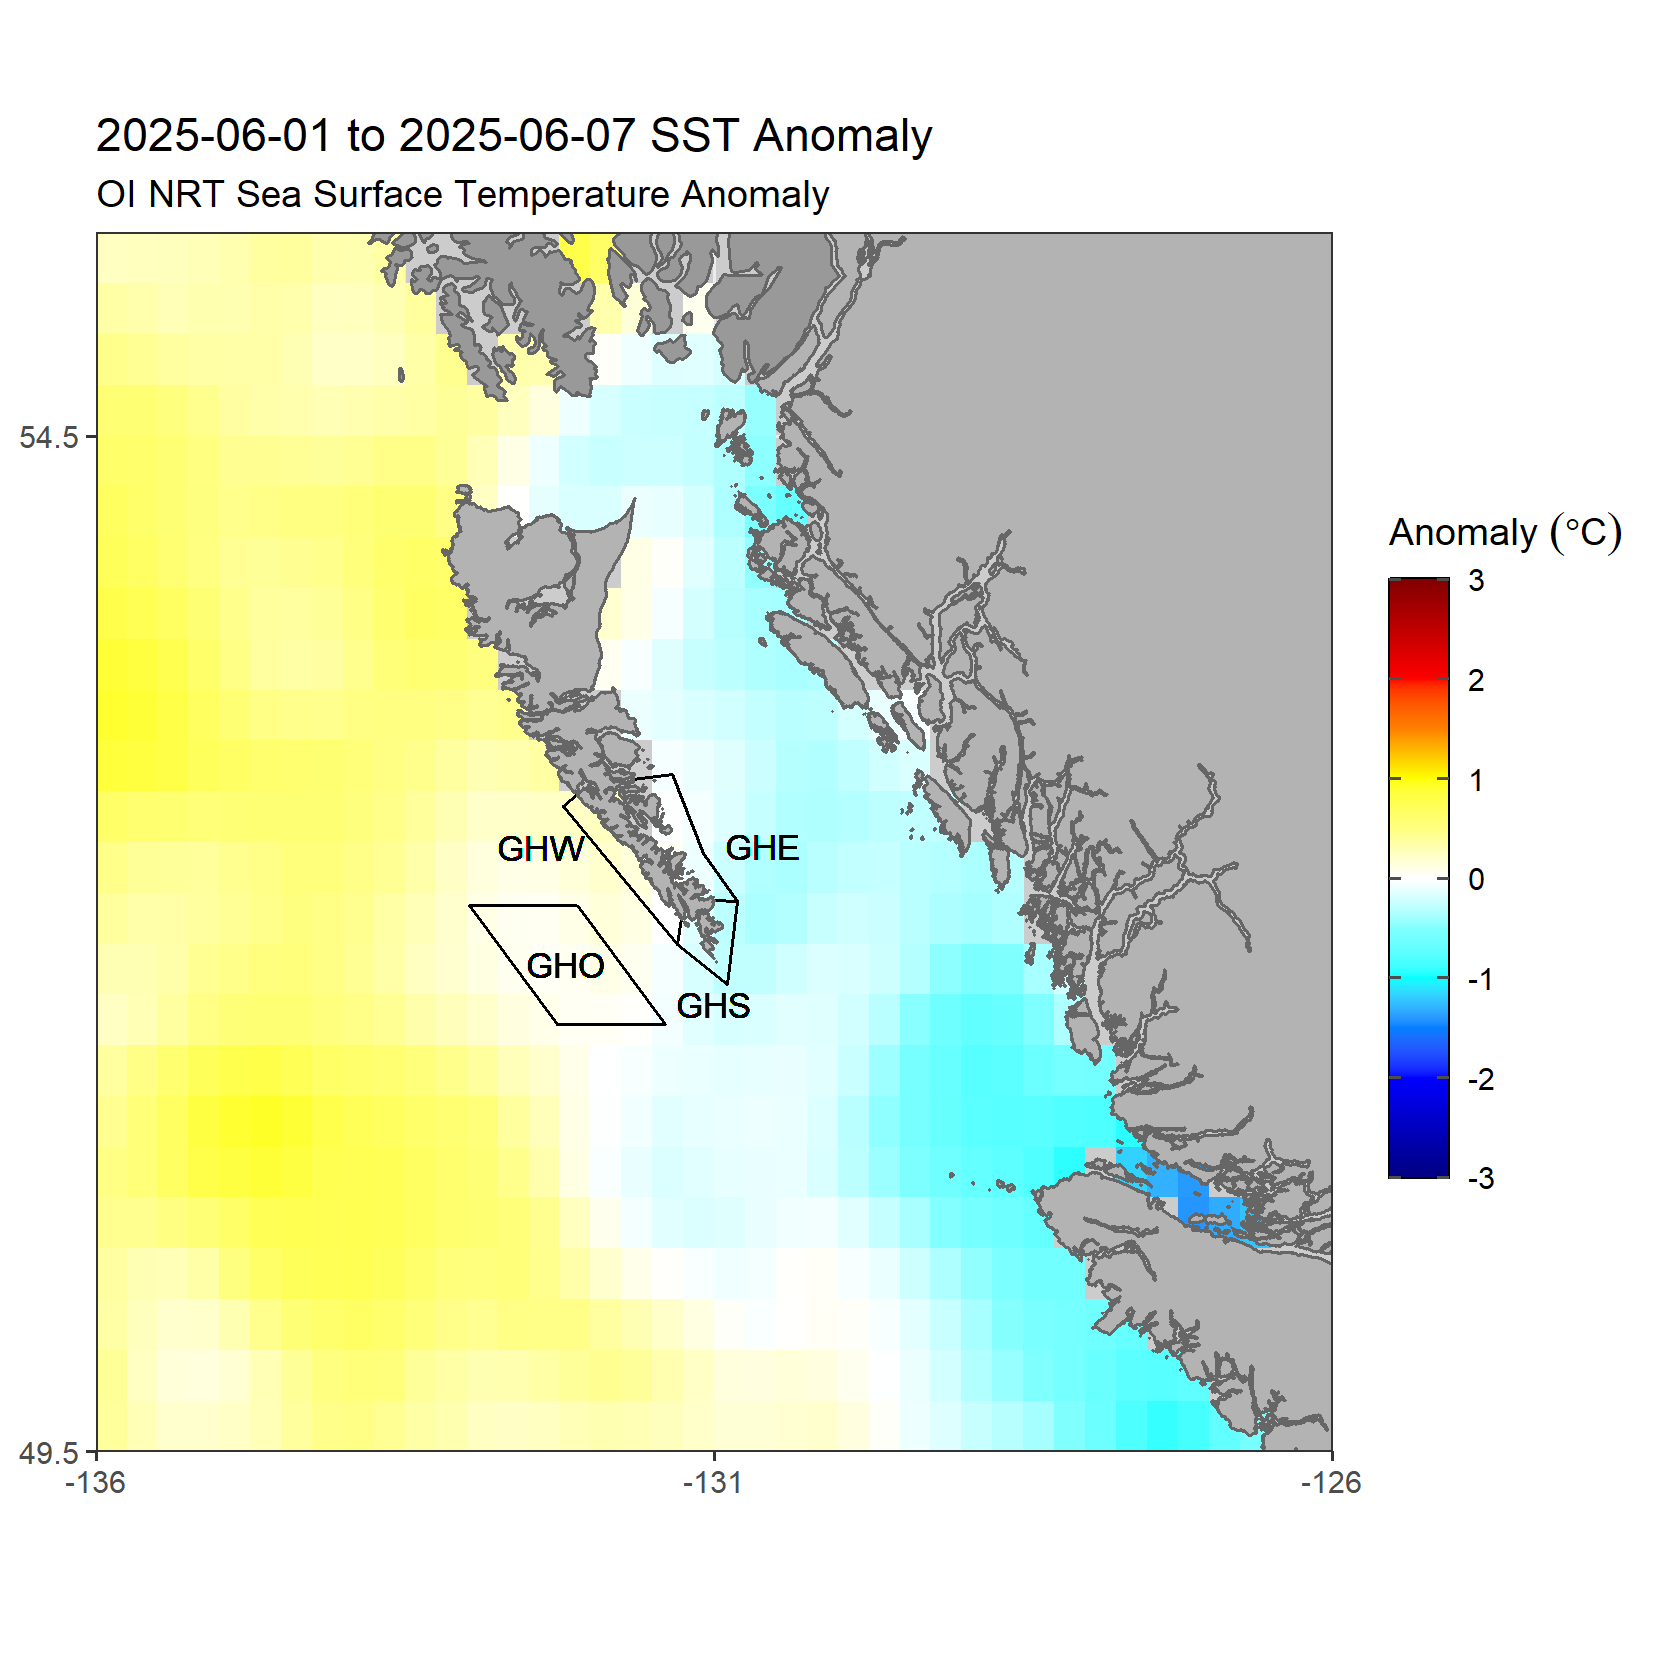 2025-06-01 to 2025-06-07 SST Anomaly
OI NRT Sea Surface Temperature Anomaly
54.5
49.5
-136
-131
-126
GHW
GHE
GHO
GHS
Anomaly (°C)
3
2
1
0
-1
-2
-3